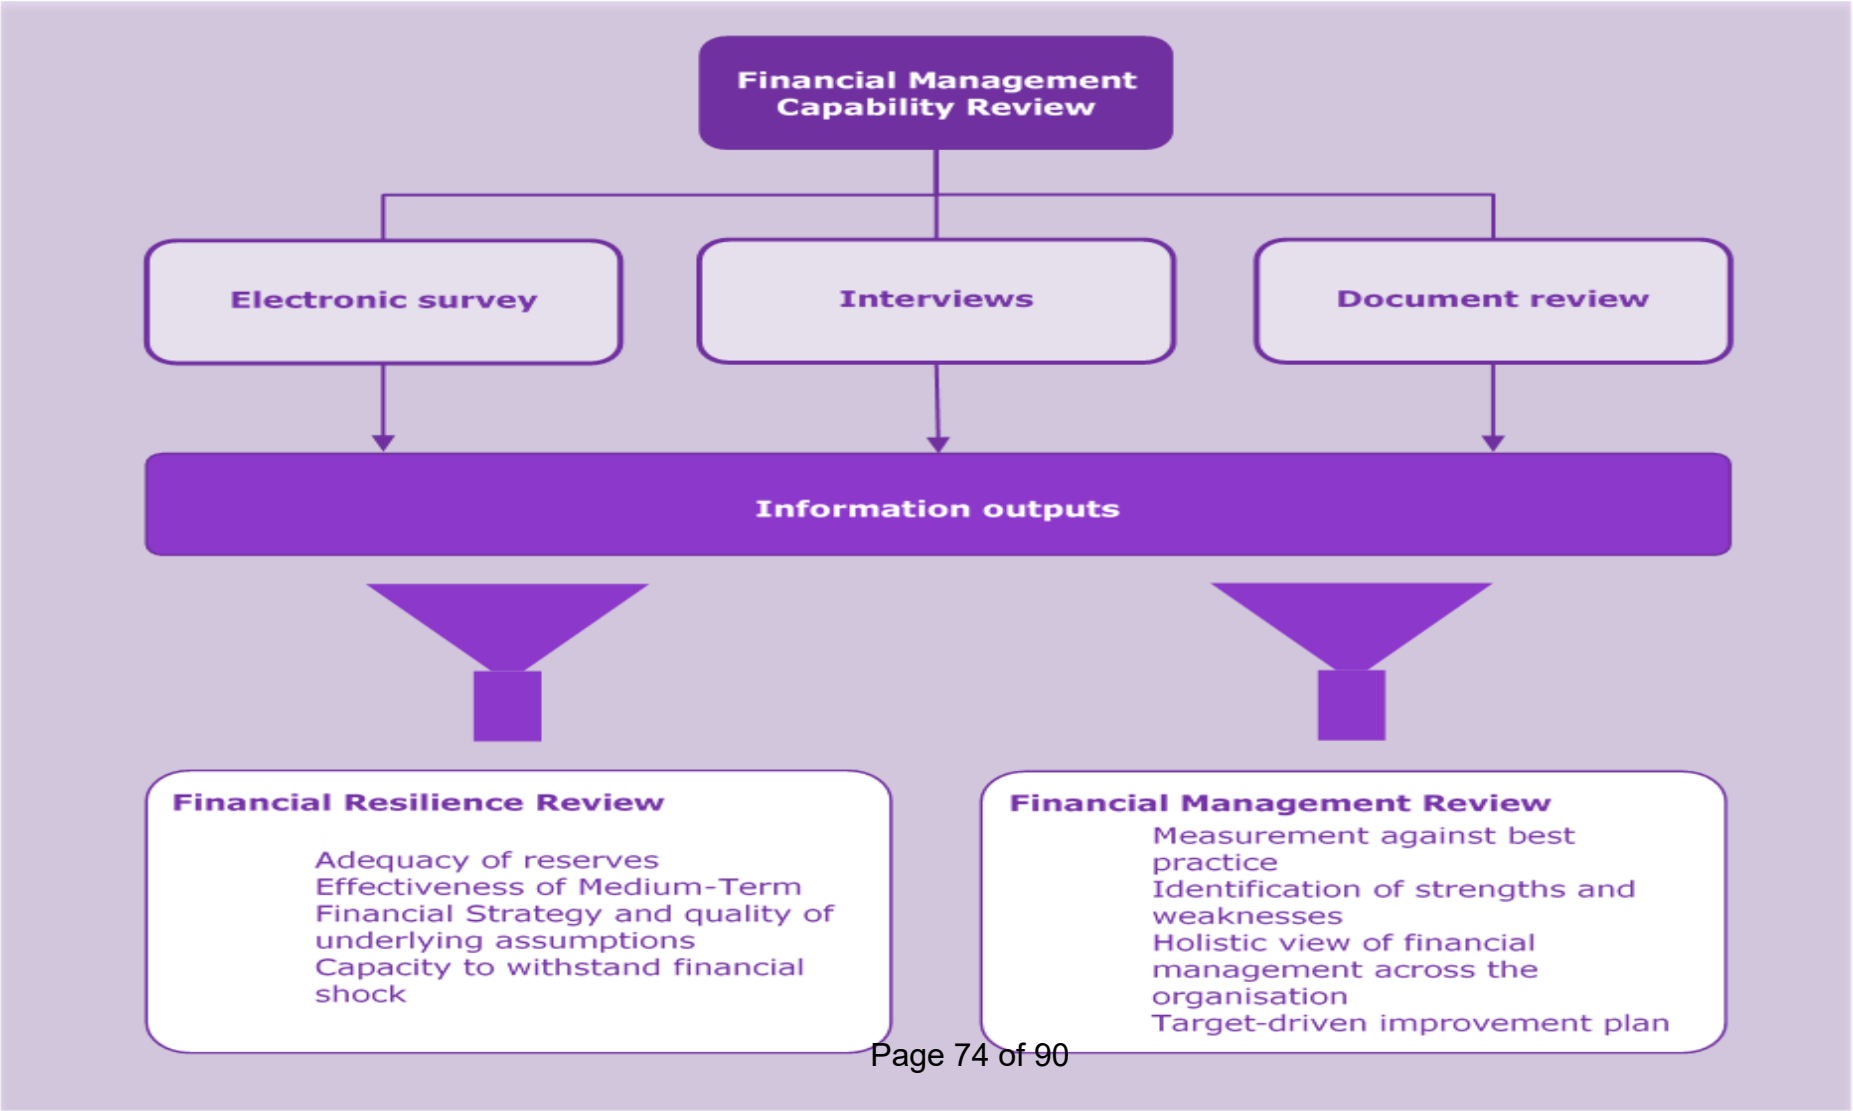 Financial Management
Capability Review
Electronic survey
Interviews
Document review
Information outputs
Financial Resilience Review
Adequacy of reserves
Effectiveness of Medium-Term
Financial Strategy and quality of
underlying assumptions
Capacity to withstand financial
shock
Financial Management Review
Measurement against best
practice
Identification of strengths and
weaknesses
Holistic view of financial
management across the
organisation
Target-driven improvement plan
Page 74 of 90